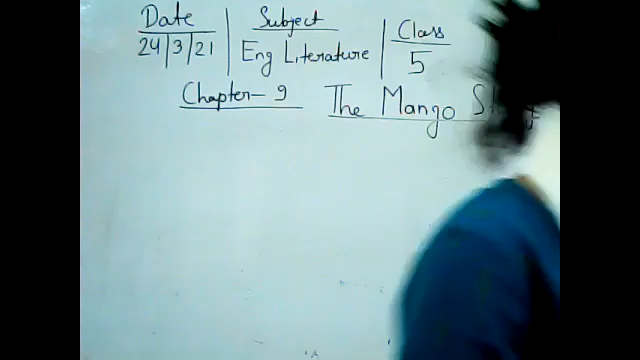 Date | Subject | Class
24/3/21 | Eng Literature | 5
Chapter - 9 The Mango